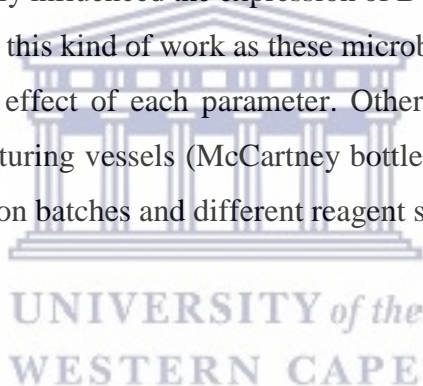 y influenced the expression of D
this kind of work as these microb
effect of each parameter. Other
turing vessels (McCartney bottle
on batches and different reagent s
UNIVERSITY of the
WESTERN CAPE